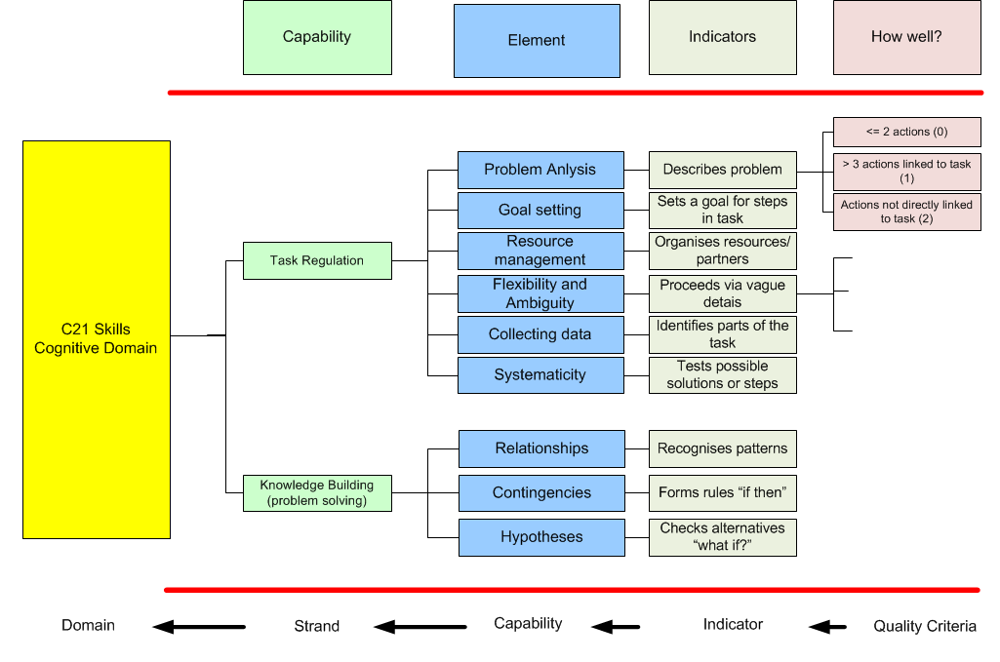 Capability
Element
Indicators
How well?
C21 Skills
Cognitive Domain
Task Regulation
Problem Anlysis
Describes problem
<= 2 actions (0)
> 3 actions linked to task
(1)
Actions not directly linked
to task (2)
Goal setting
Sets a goal for steps
in task
Resource
management
Organises resources/
partners
Flexibility and
Ambiguity
Proceeds via vague
detais
Collecting data
Identifies parts of the
task
Systematicity
Tests possible
solutions or steps
Knowledge Building
(problem solving)
Relationships
Recognises patterns
Contingencies
Forms rules “if then”
Hypotheses
Checks alternatives
“what if?”
Domain
Strand
Capability
Indicator
Quality Criteria